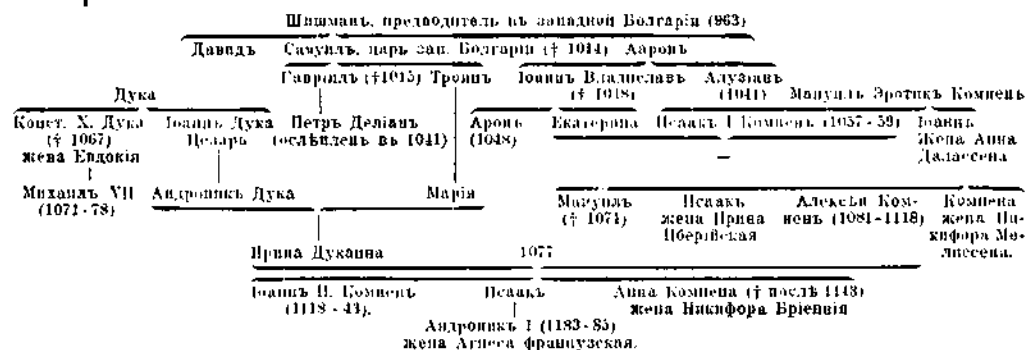 Шишманъ, предводитель въ западной Болгаріи (963)
Давидъ Самуилъ, царь зап. Болгаріи († 1014) Ааронъ
Гавріилъ (†1015) Троянъ Іоаннъ Владиславъ Алузіанъ
Дука († 1018) (1041) Мануилъ Эротикъ Комненъ
Конст. X. Дука Іоаннъ Дука Петръ Деліанъ Аронъ Екатерина Исаакъ I Комненъ (1057-59) Іоаннъ
(† 1067) Цезарь (ослѣпленъ въ 1041) (1048) Жена Анна
жена Евдокія Далассена
Михаилъ VII Андроникъ Дука Марія Мануилъ Исаакъ Алексѣй Ком- Комнена
(1071-78) († 1071) жена Ирина ненъ (1081-1118) жена Ни-
Иберійская кифора Ме-
лиссена.
Ирина Дукаина 1077
Іоаннъ II. Комненъ Исаакъ Анна Комнена († послѣ 1148)
(1118-43). жена Никифора Бріеннія
Андроникъ I (1183-85)
жена Агнеса французская.